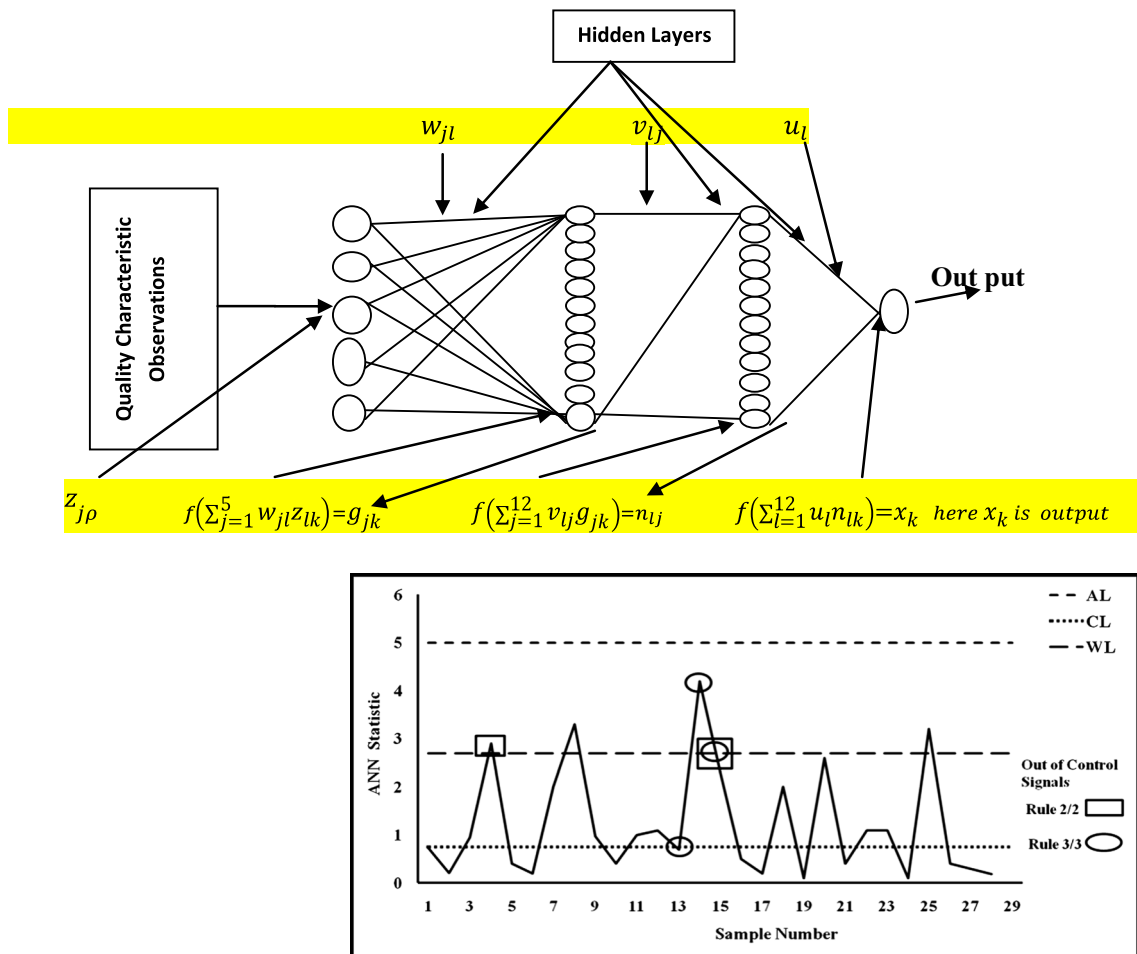 Hidden Layers
w_{jl} v_{lj} u_l
Quality Characteristic
Observations
Out put
z_{jρ} f(∑_{j=1}^{5} w_{jl}z_{lk})=g_{jk} f(∑_{j=1}^{12} v_{lj}g_{jk})=n_{lj} f(∑_{l=1}^{12} u_l n_{lk})=x_k here x_k is output
6
5
4
3
2
1
0
ANN Statistic
1 3 5 7 9 11 13 15 17 19 21 23 25 27 29
Sample Number
AL
CL
WL
Out of Control
Signals
Rule 2/2
Rule 3/3